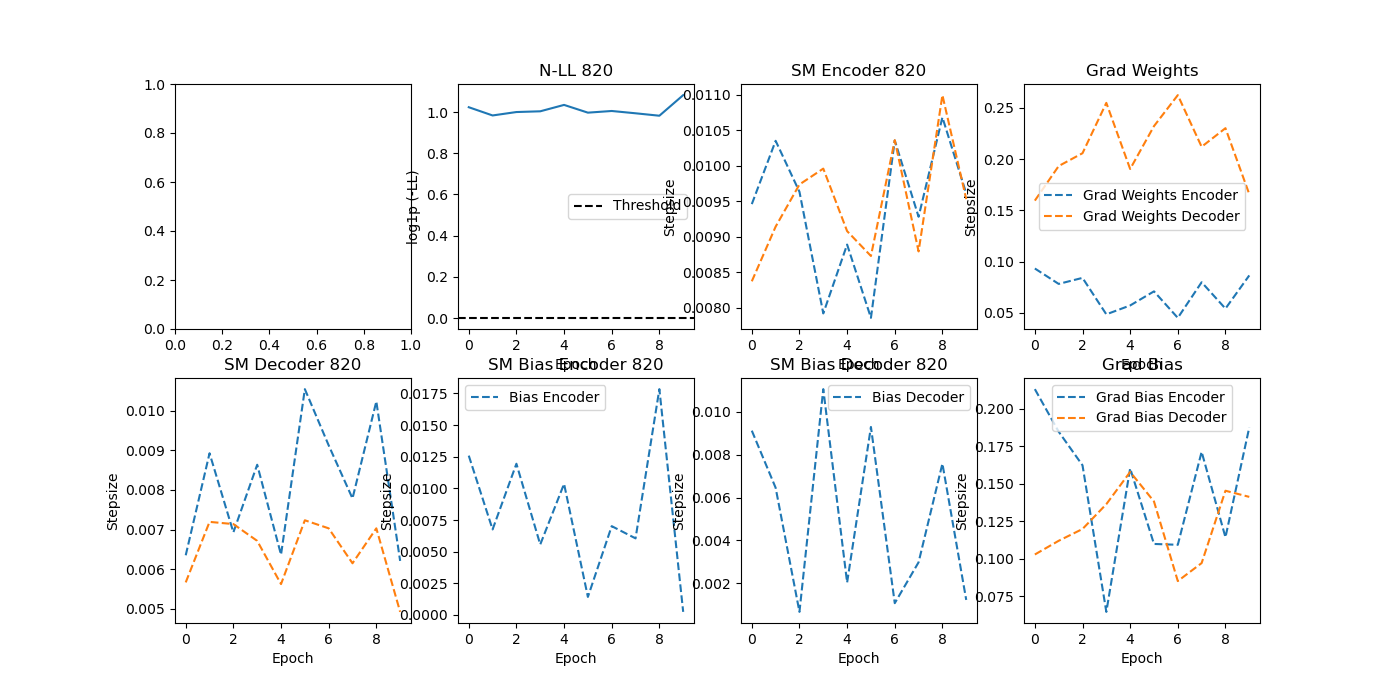 N-LL 820
SM Encoder 820
Grad Weights
1.0
0.8
0.6
0.4
0.2
0.0
0.0 0.2 0.4 0.6 0.8 1.0
log1p (-LL)
1.0
0.8
0.6
0.4
0.2
0.0
Threshold
0 2 4 6 8
Epoch
Stepsize
0.0110
0.0105
0.0100
0.0095
0.0090
0.0085
0.0080
0 2 4 6 8
Epoch
Stepsize
0.25
0.20
0.15
0.10
0.05
Grad Weights Encoder
Grad Weights Decoder
0 2 4 6 8
Epoch
SM Decoder 820
SM Bias Encoder 820
SM Bias Decoder 820
Grad Bias
Stepsize
0.010
0.009
0.008
0.007
0.006
0.005
0 2 4 6 8
Epoch
Stepsize
0.0175
0.0150
0.0125
0.0100
0.0075
0.0050
0.0025
0.0000
Bias Encoder
0 2 4 6 8
Epoch
Stepsize
0.010
0.008
0.006
0.004
0.002
Bias Decoder
0 2 4 6 8
Epoch
Stepsize
0.200
0.175
0.150
0.125
0.100
0.075
Grad Bias Encoder
Grad Bias Decoder
0 2 4 6 8
Epoch